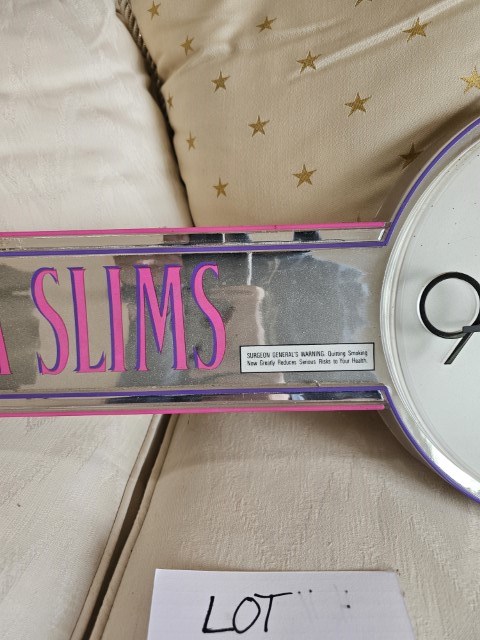 SLIMS
SURGEON GENERAL'S WARNING: Quitting Smoking
Now Greatly Reduces Serious Risks to Your Health.
9
LOT